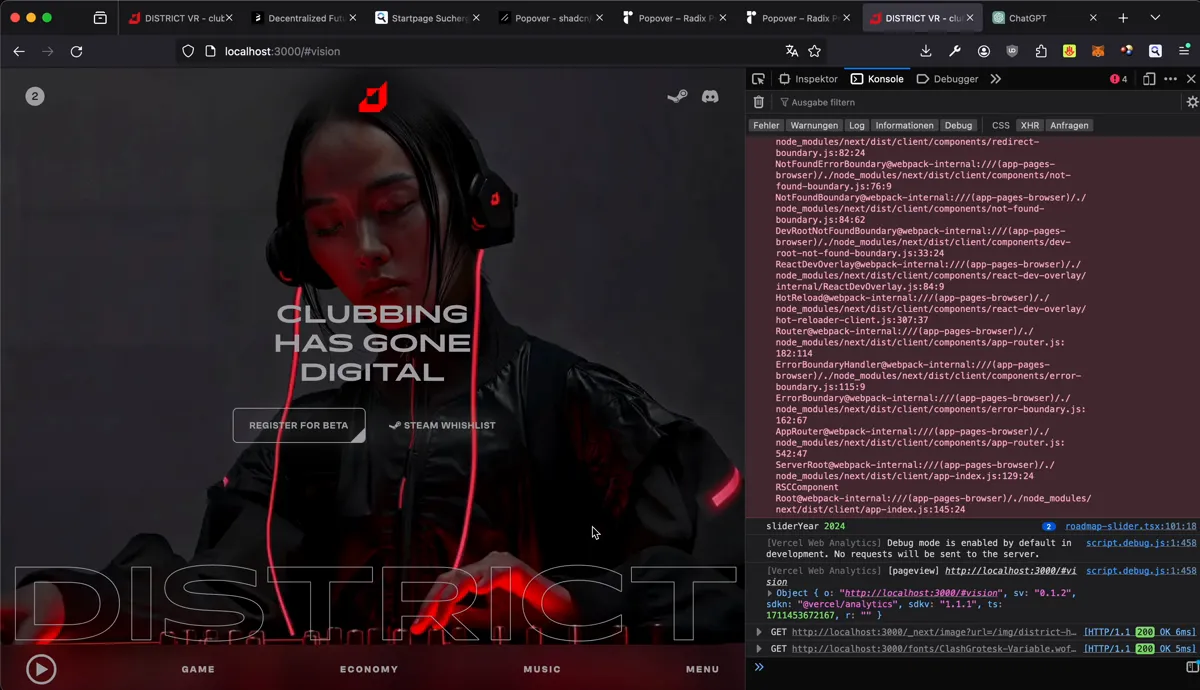 DISTRICT VR - club
Decentralized Futu
Startpage Sucherg
Popover - shadcn/
Popover – Radix P
Popover – Radix P
DISTRICT VR - clu
ChatGPT
localhost:3000/#vision
2
Inspektor
Konsole
Debugger
4
Ausgabe filtern
Fehler
Warnungen
Log
Informationen
Debug
CSS
XHR
Anfragen
CLUBBING
HAS GONE
DIGITAL
REGISTER FOR BETA
STEAM WHISHLIST
DISTRICT
GAME
ECONOMY
MUSIC
MENU
node_modules/next/dist/client/components/redirect-
boundary.js:82:24
NotFoundErrorBoundary@webpack-internal:///(app-pages-
browser)/./node_modules/next/dist/client/components/not-
found-boundary.js:76:9
NotFoundBoundary@webpack-internal:///(app-pages-browser)/./
node_modules/next/dist/client/components/not-found-
boundary.js:84:62
DevRootNotFoundBoundary@webpack-internal:///(app-pages-
browser)/./node_modules/next/dist/client/components/dev-
root-not-found-boundary.js:33:24
ReactDevOverlay@webpack-internal:///(app-pages-browser)/./
node_modules/next/dist/client/components/react-dev-overlay/
internal/ReactDevOverlay.js:84:9
HotReload@webpack-internal:///(app-pages-browser)/./
node_modules/next/dist/client/components/react-dev-overlay/
hot-reloader-client.js:307:37
Router@webpack-internal:///(app-pages-browser)/./
node_modules/next/dist/client/components/app-router.js:
182:114
ErrorBoundaryHandler@webpack-internal:///(app-pages-
browser)/./node_modules/next/dist/client/components/error-
boundary.js:115:9
ErrorBoundary@webpack-internal:///(app-pages-browser)/./
node_modules/next/dist/client/components/error-boundary.js:
162:67
AppRouter@webpack-internal:///(app-pages-browser)/./
node_modules/next/dist/client/components/app-router.js:
542:47
ServerRoot@webpack-internal:///(app-pages-browser)/./
node_modules/next/dist/client/app-index.js:129:24
RSCComponent
Root@webpack-internal:///(app-pages-browser)/./node_modules/
next/dist/client/app-index.js:145:24
sliderYear 2024 2 roadmap-slider.tsx:101:18
[Vercel Web Analytics] Debug mode is enabled by default in script.debug.js:1:458
development. No requests will be sent to the server.
[Vercel Web Analytics] [pageview] http://localhost:3000/#vi script.debug.js:1:458
sion
Object { o: "http://localhost:3000/#vision", sv: "0.1.2",
sdkn: "@vercel/analytics", sdkv: "1.1.1", ts:
1711453672167, r: "" }
GET http://localhost:3000/_next/image?url=/img/district-h… [HTTP/1.1 200 OK 6ms]
GET http://localhost:3000/fonts/ClashGrotesk-Variable.wof… [HTTP/1.1 200 OK 5ms]